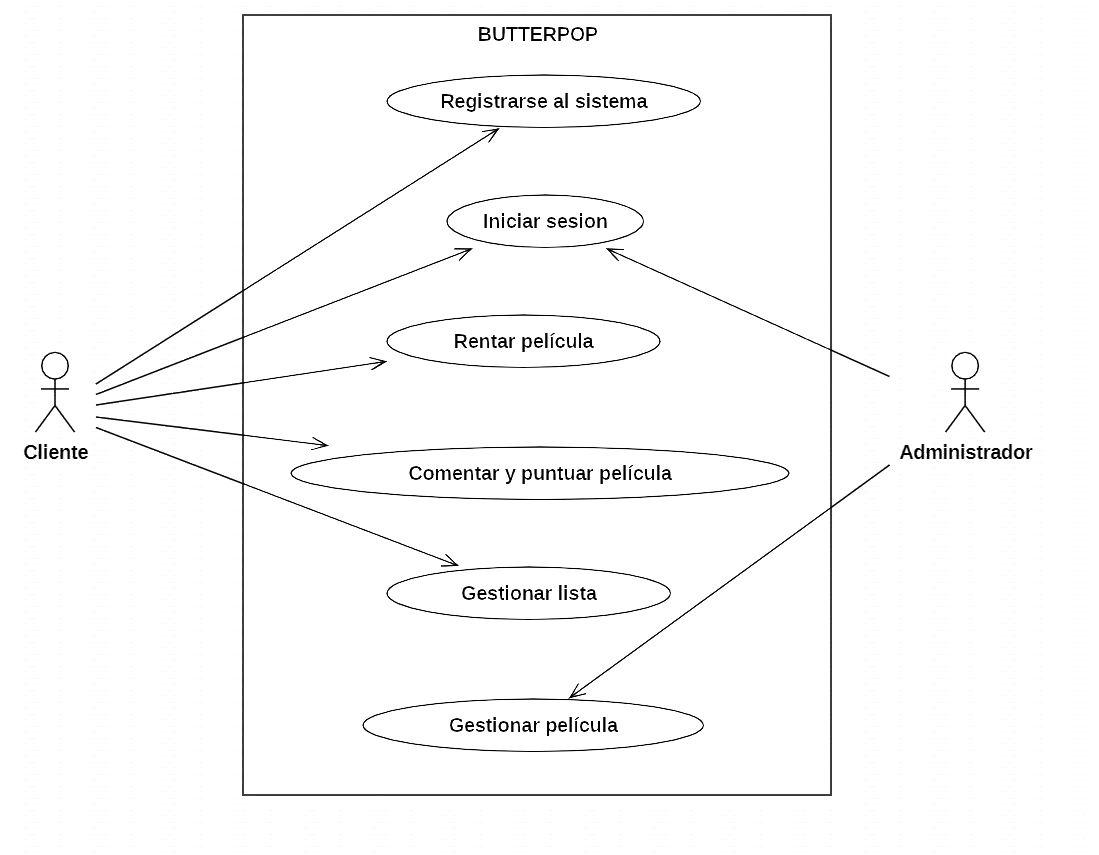 BUTTERPOP
Registrarse al sistema
Iniciar sesion
Rentar película
Cliente
Administrador
Comentar y puntuar película
Gestionar lista
Gestionar película